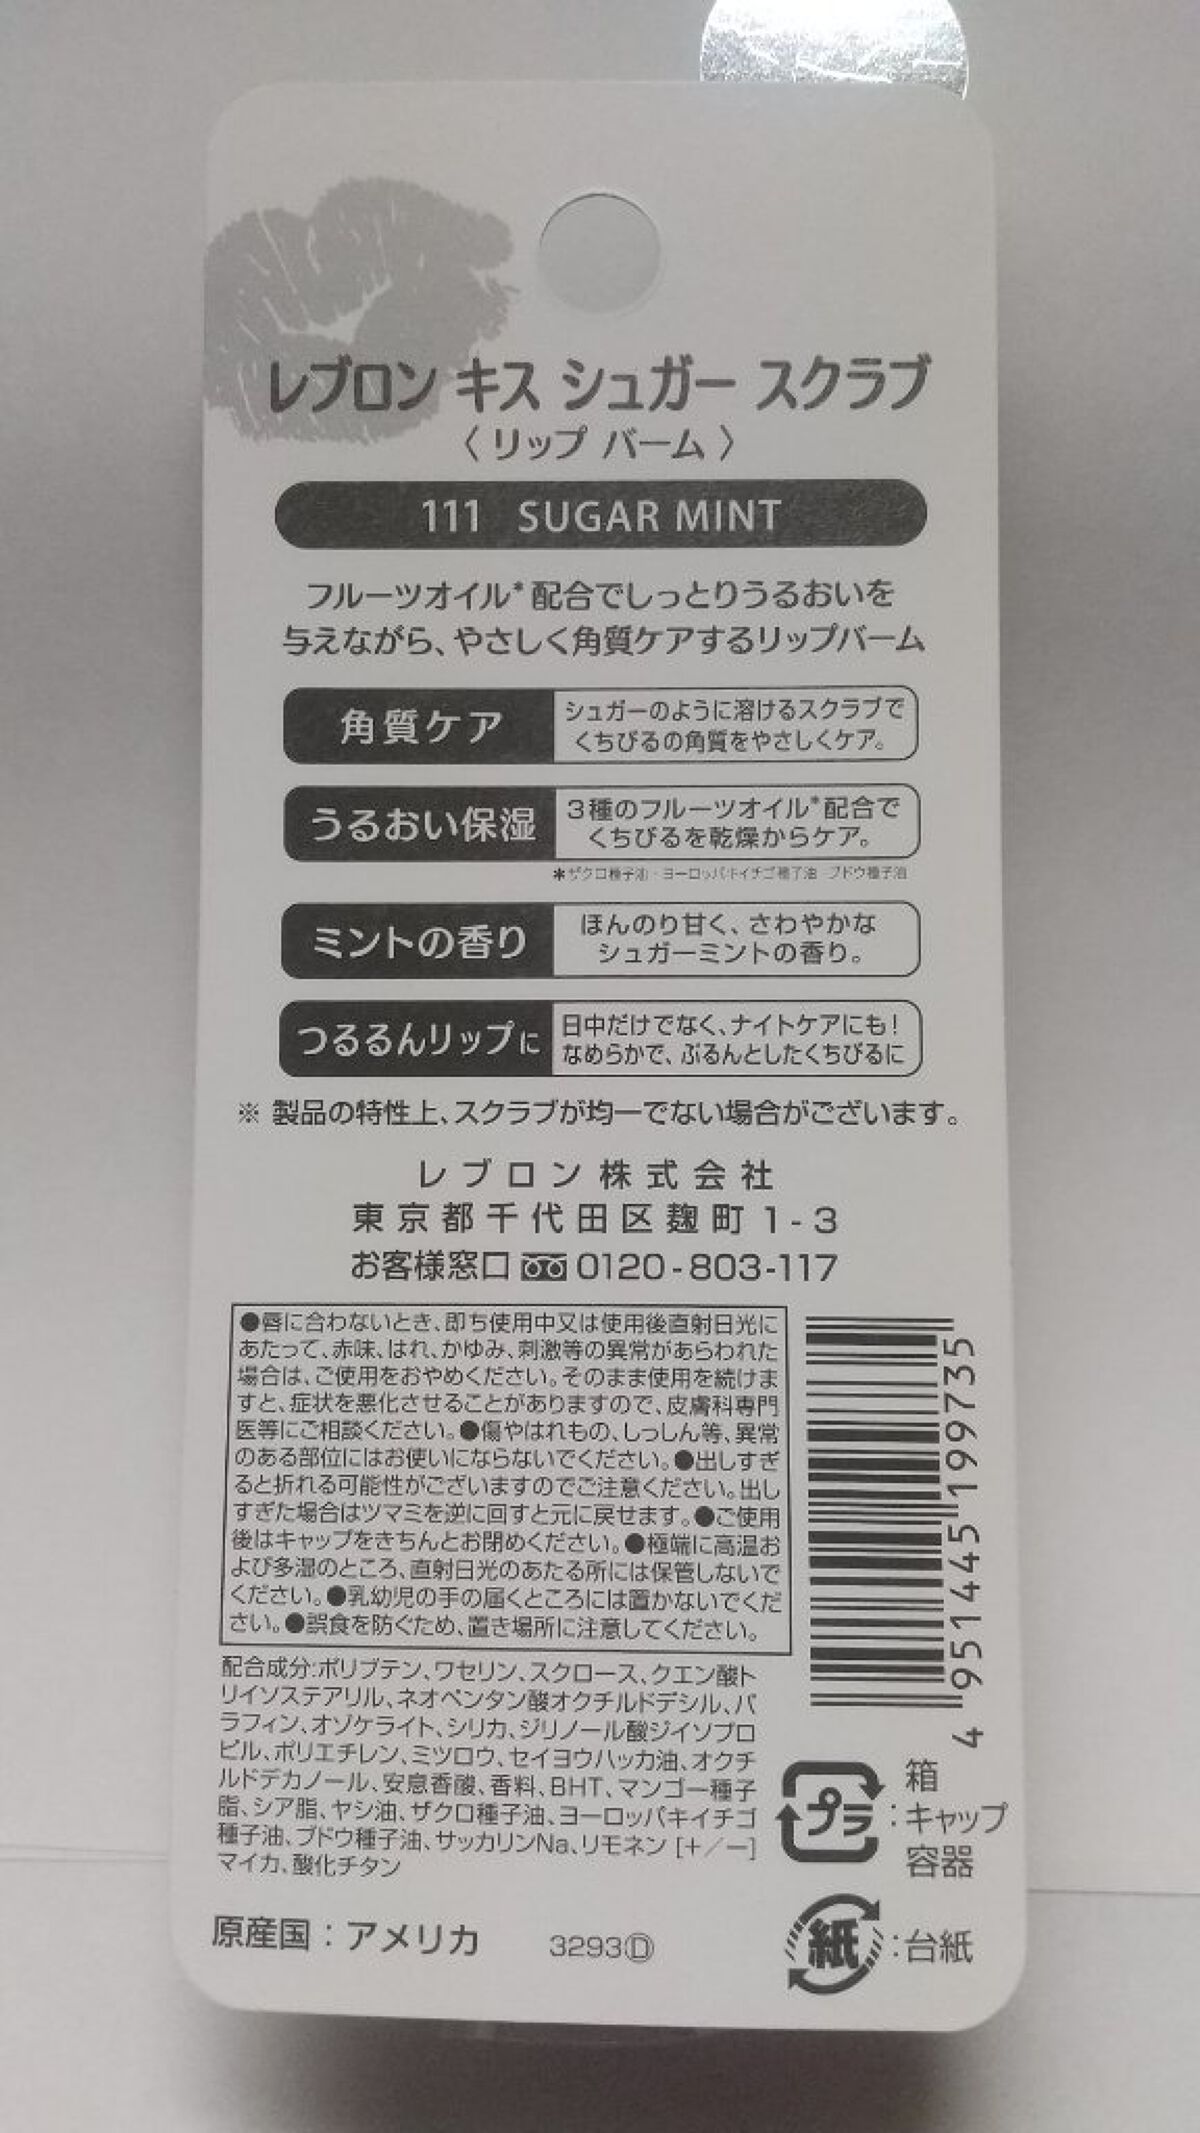 レブロン キス シュガー スクラブ
〈 リップ バーム 〉
111 SUGAR MINT
フルーツオイル*配合でしっとりうるおいを
与えながら、やさしく角質ケアするリップバーム
角質ケア
シュガーのように溶けるスクラブで
くちびるの角質をやさしくケア。
うるおい保湿
3種のフルーツオイル*配合で
くちびるを乾燥からケア。
*ザクロ種子油・ヨーロッパキイチゴ種子油・ブドウ種子油
ミントの香り
ほんのり甘く、さわやかな
シュガーミントの香り。
つるるんリップに
日中だけでなく、ナイトケアにも!
なめらかで、ぷるんとしたくちびるに
※ 製品の特性上、スクラブが均一でない場合がございます。
レブロン株式会社
東京都千代田区麹町1-3
お客様窓口 0120-803-117
●唇に合わないとき、即ち使用中又は使用後直射日光に
あたって、赤味、はれ、かゆみ、刺激等の異常があらわれた
場合は、ご使用をおやめください。そのまま使用を続けま
すと、症状を悪化させることがありますので、皮膚科専門
医等にご相談ください。●傷やはれもの、しっしん等、異常
のある部位にはお使いにならないでください。●出しすぎ
ると折れる可能性がございますのでご注意ください。出し
すぎた場合はツマミを逆に回すと元に戻せます。●ご使用
後はキャップをきちんとお閉めください。●極端に高温お
よび多湿のところ、直射日光のあたる所には保管しないで
ください。●乳幼児の手の届くところには置かないでくだ
さい。●誤食を防ぐため、置き場所に注意してください。
4951445199735
配合成分:ポリブテン、ワセリン、スクロース、クエン酸ト
リイソステアリル、ネオペンタン酸オクチルドデシル、パ
ラフィン、オゾケライト、シリカ、ジリノール酸ジイソプロ
ピル、ポリエチレン、ミツロウ、セイヨウハッカ油、オクチ
ルドデカノール、安息香酸、香料、BHT、マンゴー種子
脂、シア脂、ヤシ油、ザクロ種子油、ヨーロッパキイチゴ
種子油、ブドウ種子油、サッカリンNa、リモネン [+/-]
マイカ、酸化チタン
プラ
箱
:キャップ
容器
原産国：アメリカ
3293Ⓓ
紙
:台紙